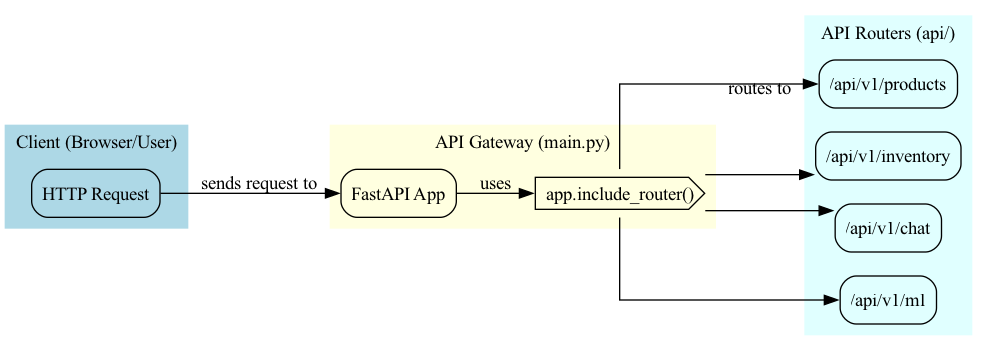 Client (Browser/User)
HTTP Request
sends request to
API Gateway (main.py)
FastAPI App
uses
app.include_router()
routes to
API Routers (api/)
/api/v1/products
/api/v1/inventory
/api/v1/chat
/api/v1/ml